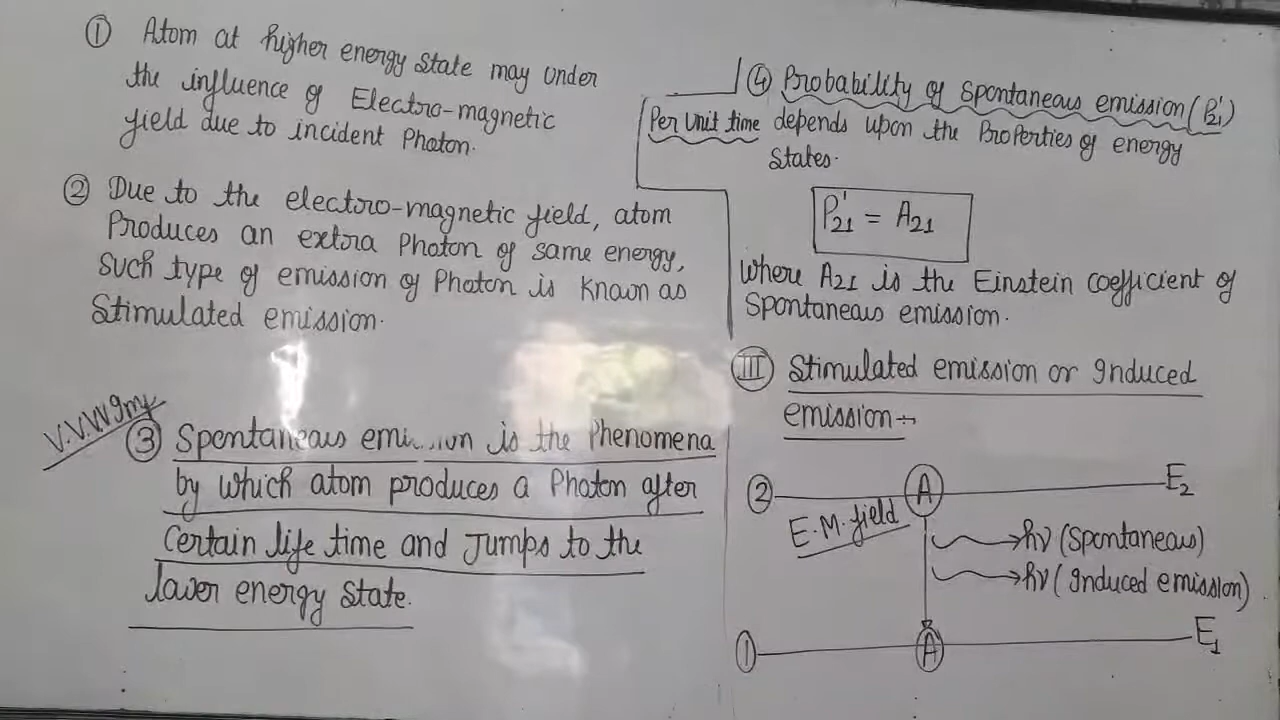 ① Atom at higher energy state may under
the influence of Electro-magnetic
field due to incident Photon.
② Due to the electro-magnetic field, atom
Produces an extra Photon of same energy,
such type of emission of Photon is Known as
Stimulated emission.
V.V.V Imp
③ Spontaneous emission is the Phenomena
by which atom produces a Photon after
Certain life time and Jumps to the
lower energy state.
④ Probability of Spontaneous emission (P'21)
Per Unit time depends upon the Properties of energy
States.
P'21 = A21
Where A21 is the Einstein coefficient of
Spontaneous emission.
III Stimulated emission or Induced
emission →
② A E2
E.M. field
hν (Spontaneous)
hν (Induced emission)
① A E1